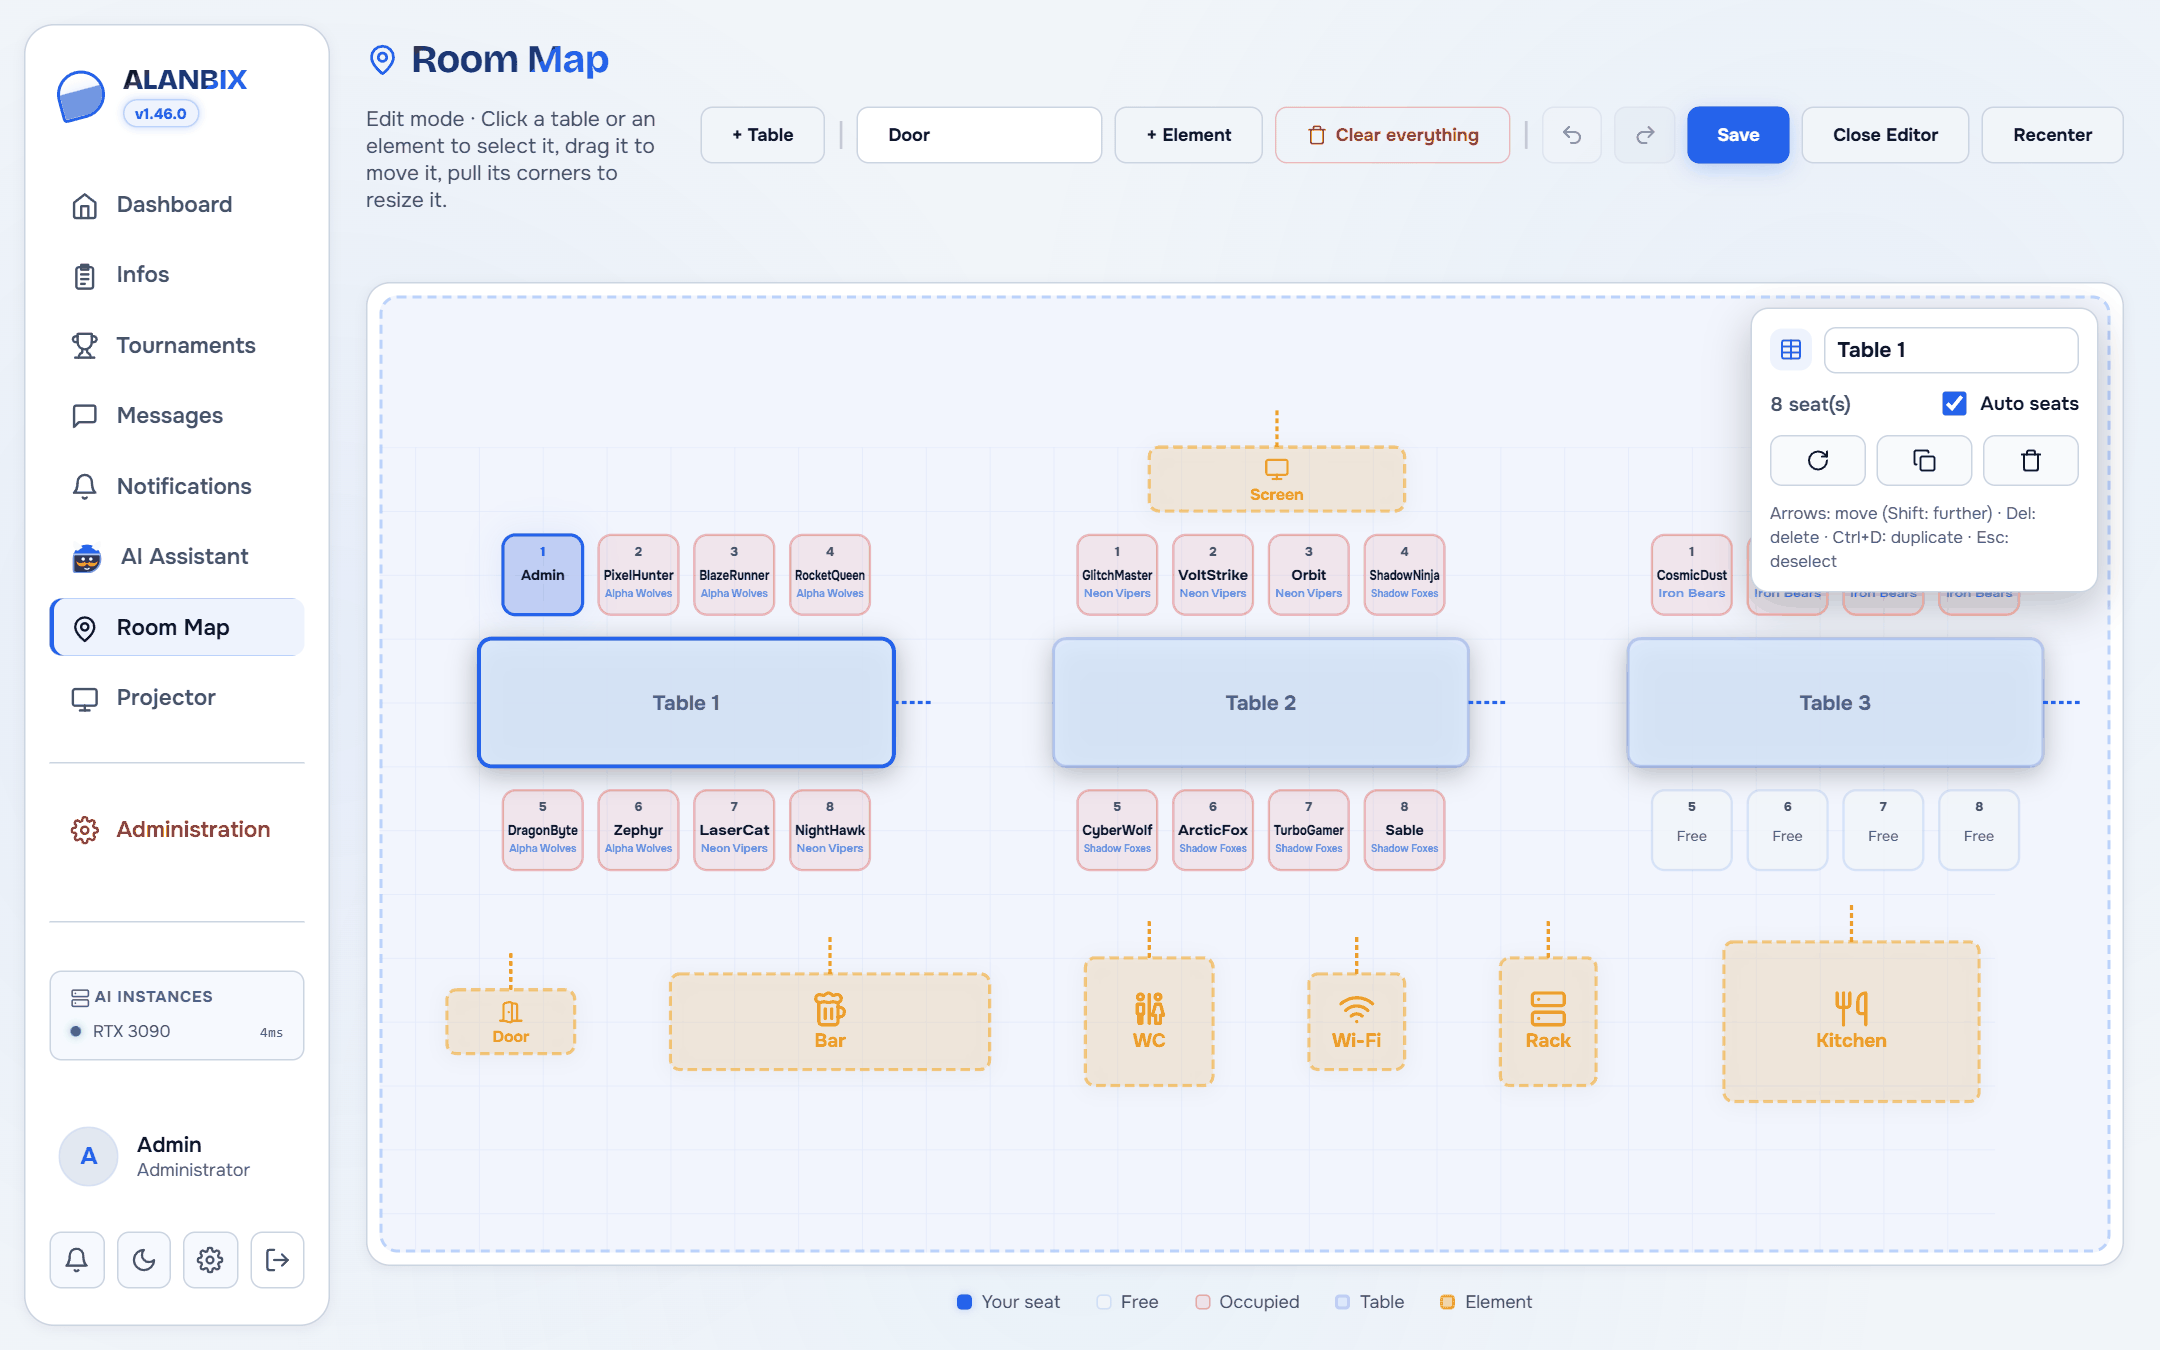 ALANBIX
v1.46.0
Dashboard
Infos
Tournaments
Messages
Notifications
AI Assistant
Room Map
Projector
Administration
AI INSTANCES
RTX 3090 4ms
A
Admin
Administrator
Room Map
Edit mode · Click a table or an
element to select it, drag it to
move it, pull its corners to
resize it.
+ Table
Door
+ Element
Clear everything
Save
Close Editor
Recenter
Table 1
8 seat(s)
Auto seats
Arrows: move (Shift: further) · Del:
delete · Ctrl+D: duplicate · Esc:
deselect
Screen
1
Admin
2
PixelHunter
Alpha Wolves
3
BlazeRunner
Alpha Wolves
4
RocketQueen
Alpha Wolves
1
GlitchMaster
Neon Vipers
2
VoltStrike
Neon Vipers
3
Orbit
Neon Vipers
4
ShadowNinja
Shadow Foxes
1
CosmicDust
Iron Bears
Iron Bears
Iron Bears
Iron Bears
Table 1
Table 2
Table 3
5
DragonByte
Alpha Wolves
6
Zephyr
Alpha Wolves
7
LaserCat
Neon Vipers
8
NightHawk
Neon Vipers
5
CyberWolf
Shadow Foxes
6
ArcticFox
Shadow Foxes
7
TurboGamer
Shadow Foxes
8
Sable
Shadow Foxes
5
Free
6
Free
7
Free
8
Free
Door
Bar
WC
Wi-Fi
Rack
Kitchen
Your seat
Free
Occupied
Table
Element